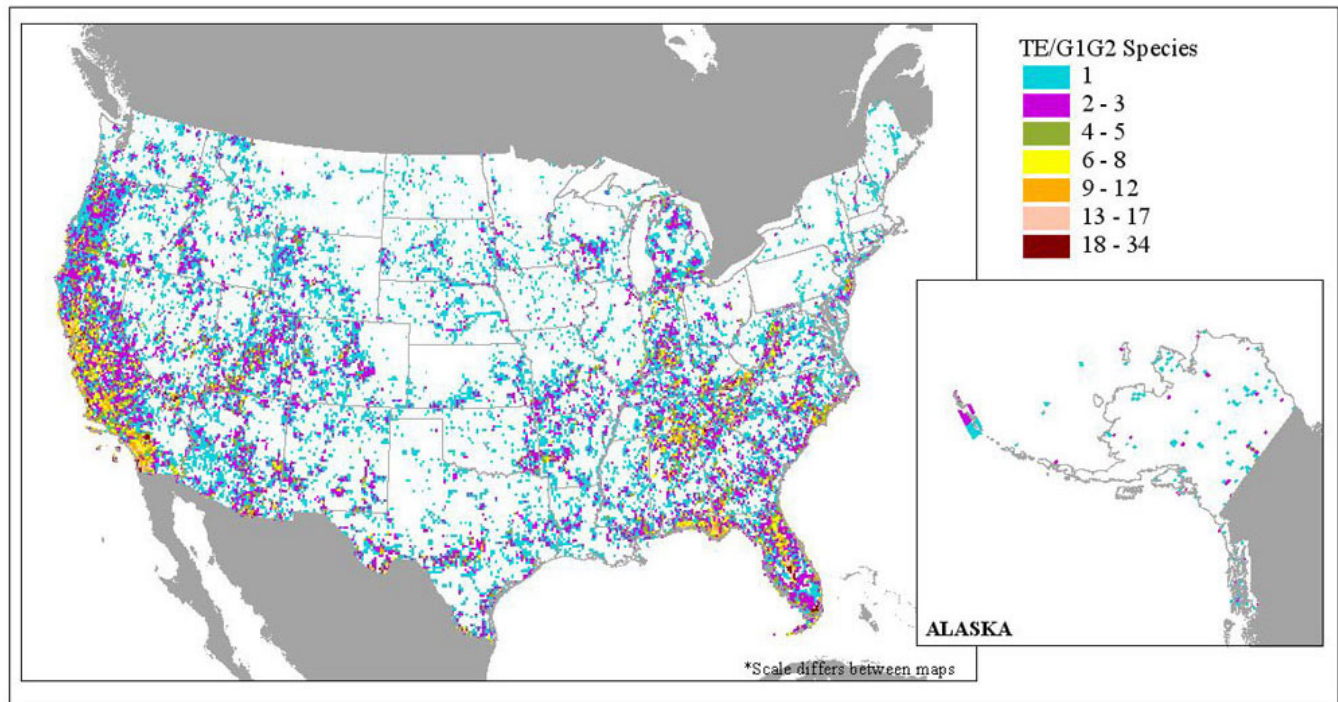 TE/G1G2 Species
1
2 - 3
4 - 5
6 - 8
9 - 12
13 - 17
18 - 34
ALASKA
*Scale differs between maps